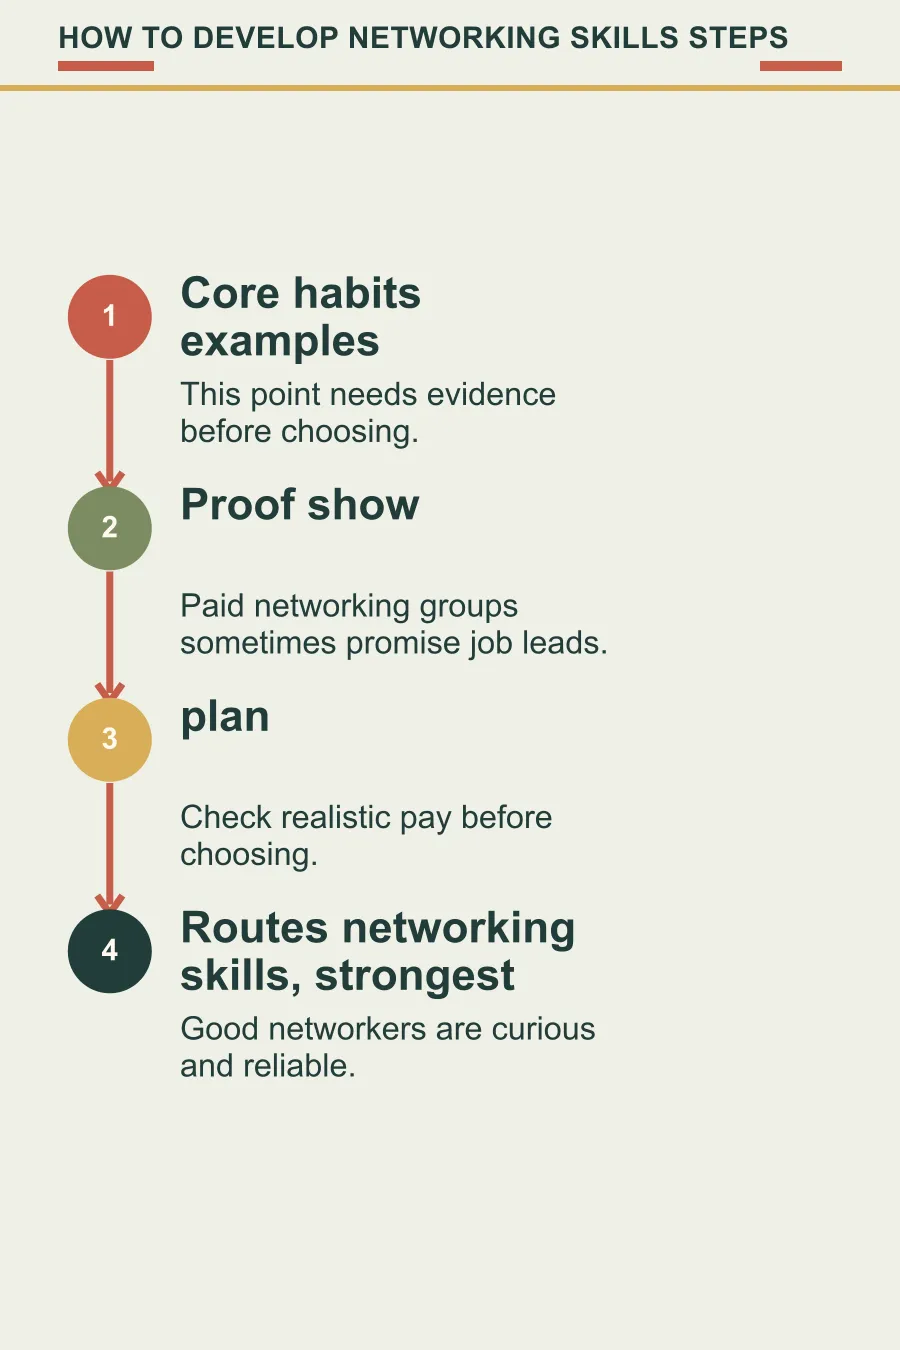 HOW TO DEVELOP NETWORKING SKILLS STEPS
1
Core habits
examples
This point needs evidence
before choosing.
2
Proof show
Paid networking groups
sometimes promise job leads.
3
plan
Check realistic pay before
choosing.
4
Routes networking
skills, strongest
Good networkers are curious
and reliable.